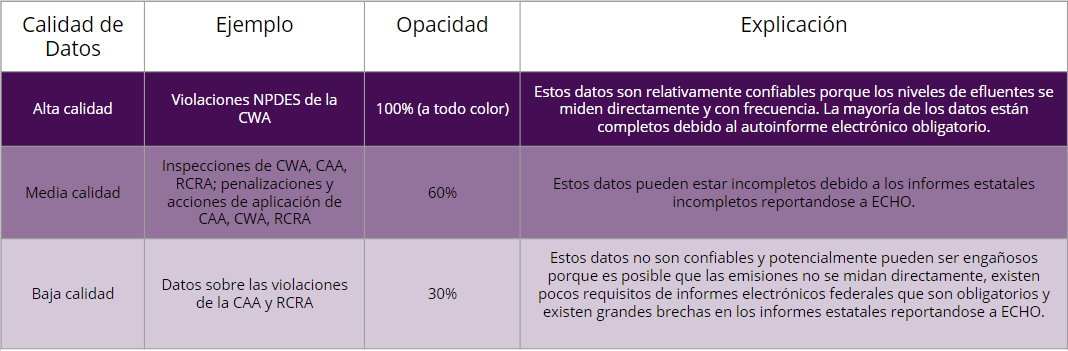 Calidad de
Datos
Ejemplo
Opacidad
Explicación
Alta calidad
Violaciones NPDES de la
CWA
100% (a todo color)
Estos datos son relativamente confiables porque los niveles de efluentes se
miden directamente y con frecuencia. La mayoría de los datos están
completos debido al autoinforme electrónico obligatorio.
Media calidad
Inspecciones de CWA, CAA,
RCRA; penalizaciones y
acciones de aplicación de
CAA, CWA, RCRA
60%
Estos datos pueden estar incompletos debido a los informes estatales
incompletos reportandose a ECHO.
Baja calidad
Datos sobre las violaciones
de la CAA y RCRA
30%
Estos datos no son confiables y potencialmente pueden ser engañosos
porque es posible que las emisiones no se midan directamente, existen
pocos requisitos de informes electrónicos federales que son obligatorios y
existen grandes brechas en los informes estatales reportandose a ECHO.